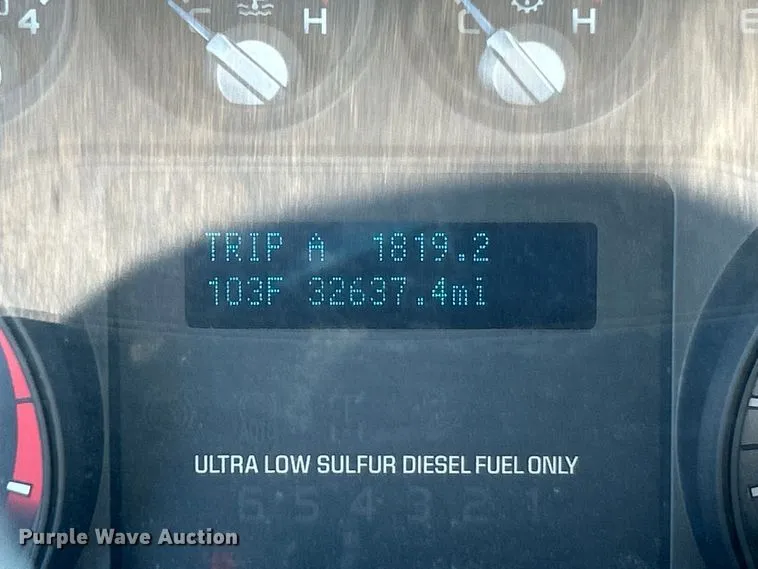 4
C H
C H
TRIP A 1819.2
103F 32637.4mi
ULTRA LOW SULFUR DIESEL FUEL ONLY
6 5 4 3 2 1
Purple Wave Auction